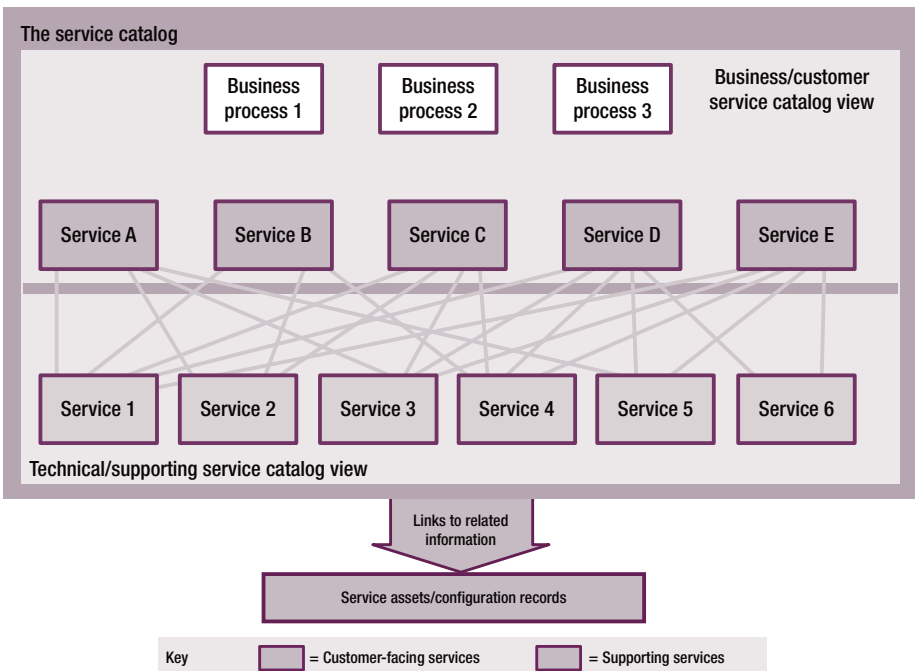 The service catalog
Business
process 1
Business
process 2
Business
process 3
Business/customer
service catalog view
Service A
Service B
Service C
Service D
Service E
Service 1
Service 2
Service 3
Service 4
Service 5
Service 6
Technical/supporting service catalog view
Links to related
information
Service assets/configuration records
Key
= Customer-facing services
= Supporting services